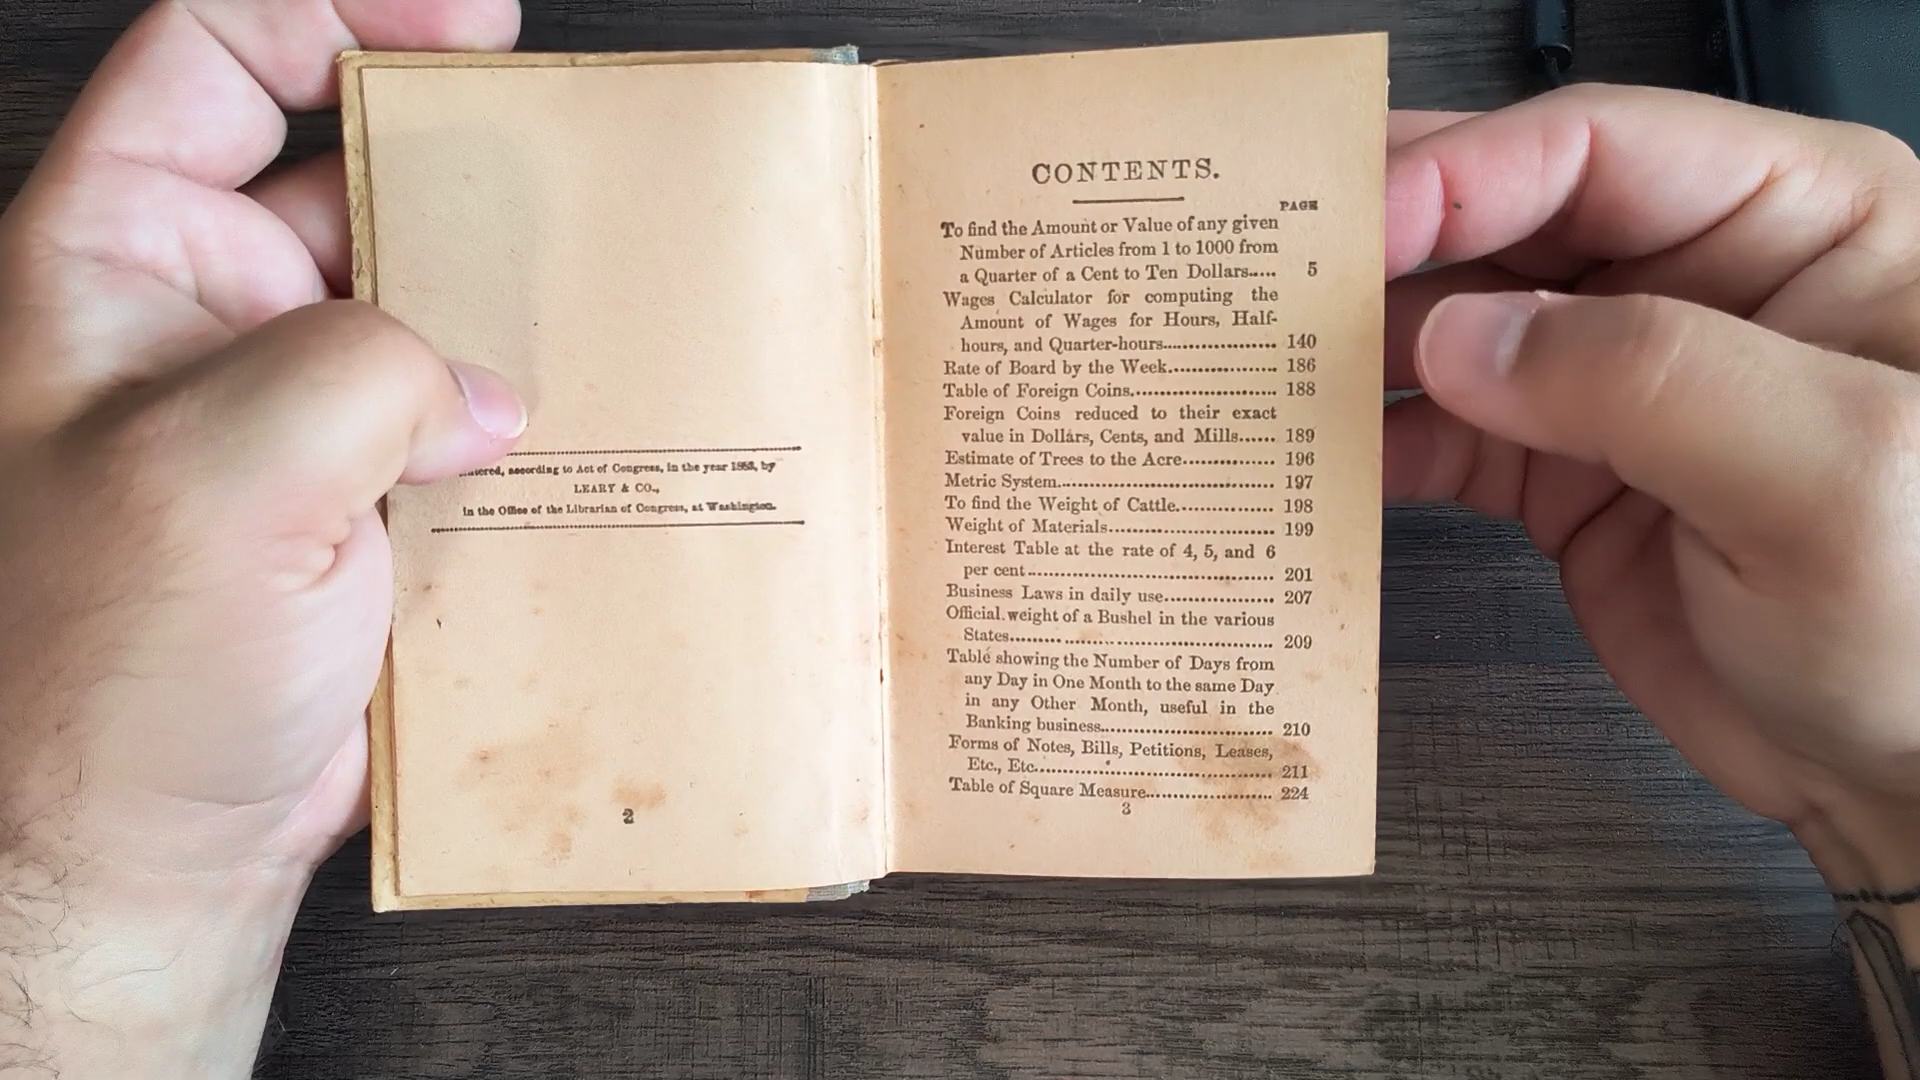 according to Act of Congress, in the year by
LEARY & CO.,
in the Office of the Librarian of Congress, at Washington.
2
CONTENTS.
PAGE
To find the Amount or Value of any given
Number of Articles from 1 to 1000 from
a Quarter of a Cent to Ten Dollars..... 5
Wages Calculator for computing the
Amount of Wages for Hours, Half-
hours, and Quarter-hours................... 140
Rate of Board by the Week.................. 186
Table of Foreign Coins......................... 188
Foreign Coins reduced to their exact
value in Dollars, Cents, and Mills...... 189
Estimate of Trees to the Acre............... 196
Metric System..................................... 197
To find the Weight of Cattle................ 198
Weight of Materials............................ 199
Interest Table at the rate of 4, 5, and 6
per cent.......................................... 201
Business Laws in daily use.................. 207
Official weight of a Bushel in the various
States............................................. 209
Table showing the Number of Days from
any Day in One Month to the same Day
in any Other Month, useful in the
Banking business............................. 210
Forms of Notes, Bills, Petitions, Leases,
Etc., Etc......................................... 211
Table of Square Measure...................... 224
3